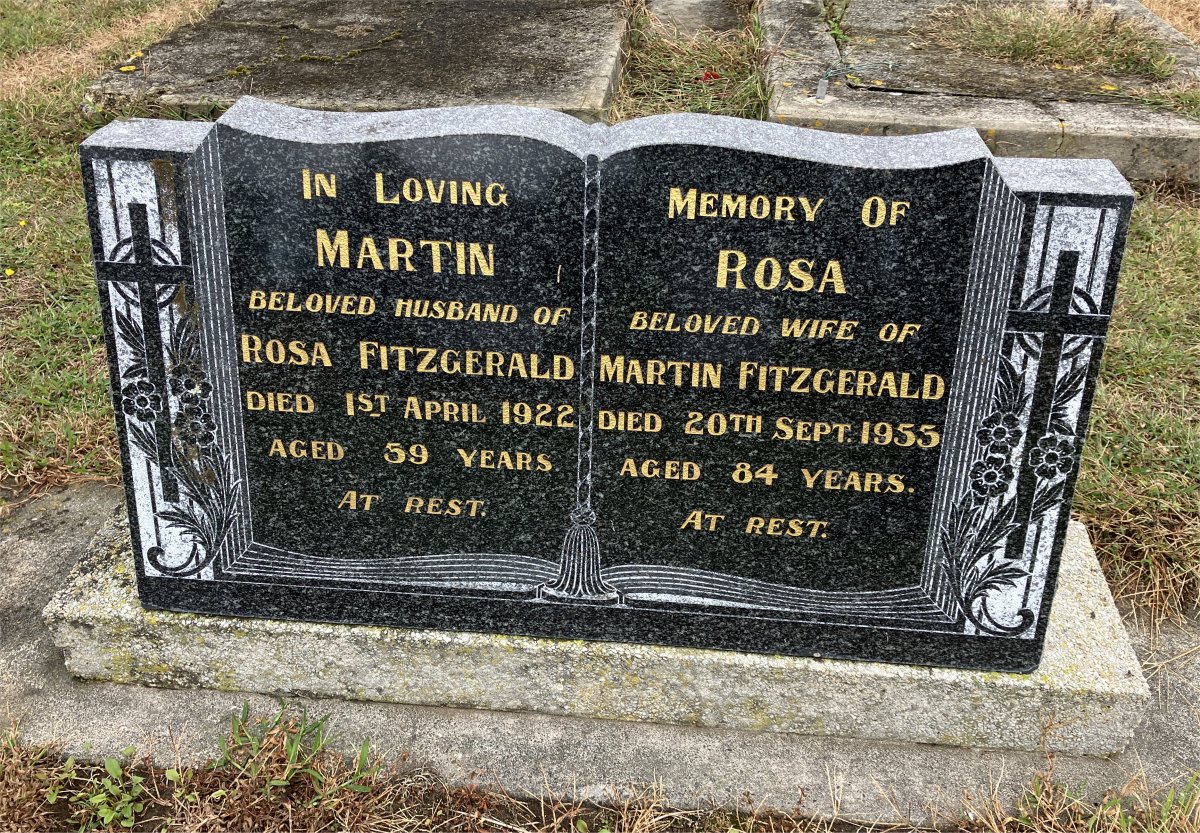 In Loving
Martin
BELOVED HUSBAND OF
ROSA FITZGERALD
DIED 1ST APRIL 1922
AGED 59 YEARS
AT REST.
MEMORY OF
ROSA
BELOVED WIFE OF
MARTIN FITZGERALD
DIED 20TH SEPT. 1955
AGED 84 YEARS.
AT REST.